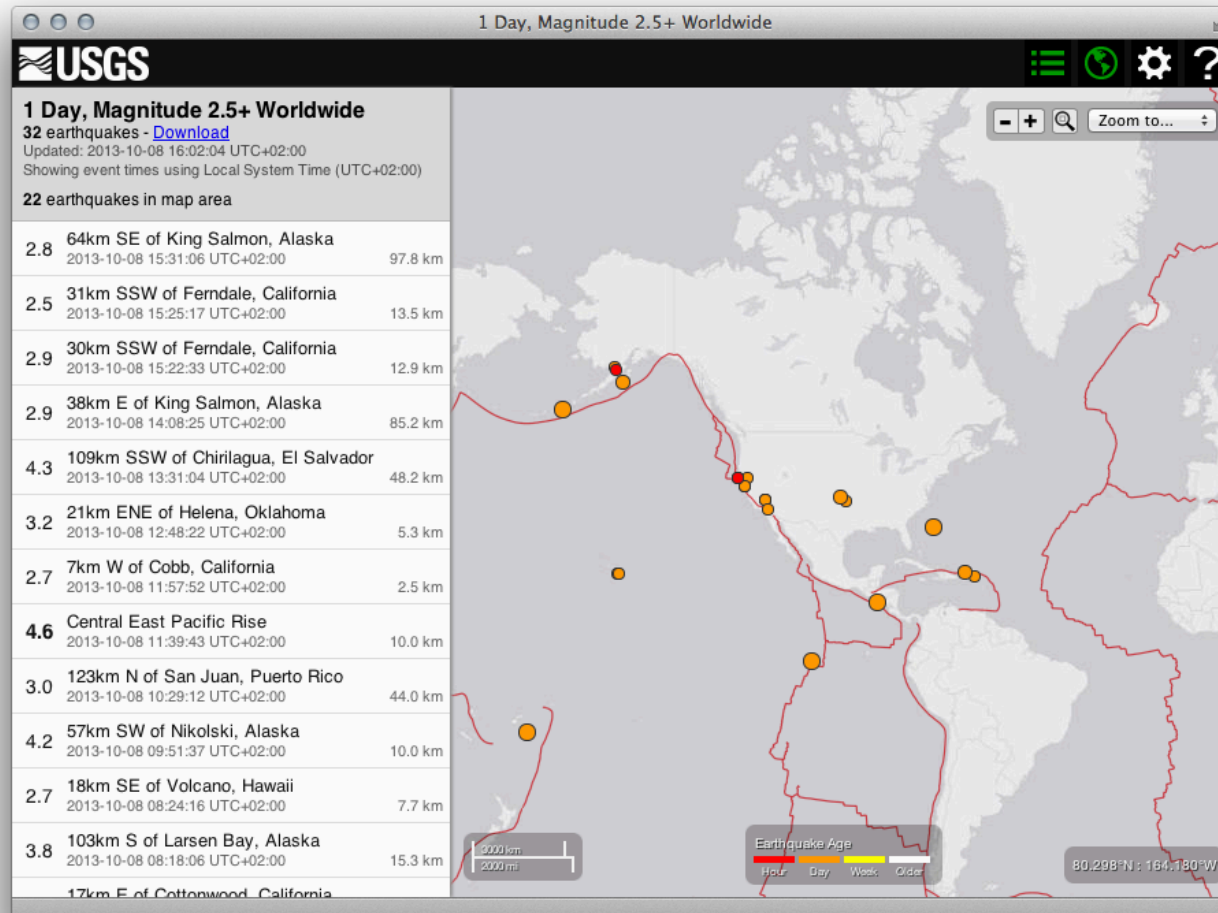 1 Day, Magnitude 2.5+ Worldwide
USGS
?
1 Day, Magnitude 2.5+ Worldwide
32 earthquakes - Download
Updated: 2013-10-08 16:02:04 UTC+02:00
Showing event times using Local System Time (UTC+02:00)
22 earthquakes in map area
2.8 64km SE of King Salmon, Alaska
2013-10-08 15:31:06 UTC+02:00 97.8 km
2.5 31km SSW of Ferndale, California
2013-10-08 15:25:17 UTC+02:00 13.5 km
2.9 30km SSW of Ferndale, California
2013-10-08 15:22:33 UTC+02:00 12.9 km
2.9 38km E of King Salmon, Alaska
2013-10-08 14:08:25 UTC+02:00 85.2 km
4.3 109km SSW of Chirilagua, El Salvador
2013-10-08 13:31:04 UTC+02:00 48.2 km
3.2 21km ENE of Helena, Oklahoma
2013-10-08 12:48:22 UTC+02:00 5.3 km
2.7 7km W of Cobb, California
2013-10-08 11:57:52 UTC+02:00 2.5 km
4.6 Central East Pacific Rise
2013-10-08 11:39:43 UTC+02:00 10.0 km
3.0 123km N of San Juan, Puerto Rico
2013-10-08 10:29:12 UTC+02:00 44.0 km
4.2 57km SW of Nikolski, Alaska
2013-10-08 09:51:37 UTC+02:00 10.0 km
2.7 18km SE of Volcano, Hawaii
2013-10-08 08:24:16 UTC+02:00 7.7 km
3.8 103km S of Larsen Bay, Alaska
2013-10-08 08:18:06 UTC+02:00 15.3 km
17km E of Cottonwood, California
- + Zoom to...
3000 km
2000 mi
Earthquake Age
Hour Day Week Older
80.298°N : 164.180°W